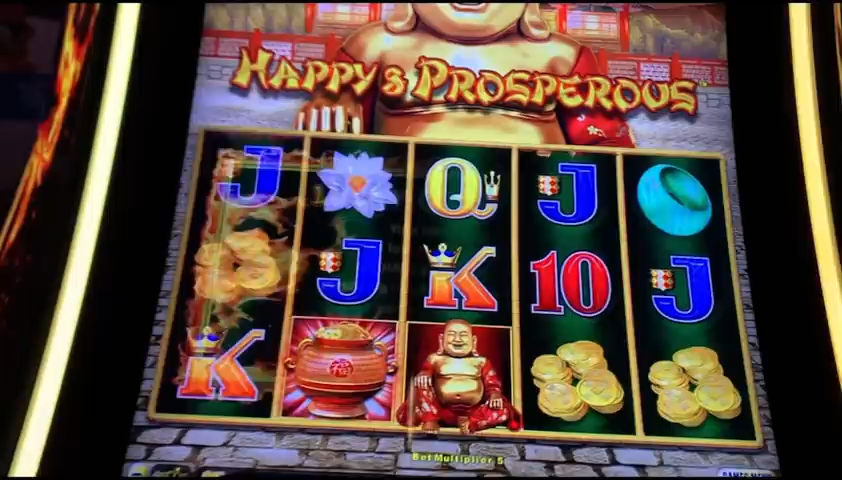 HAPPY & PROSPEROUS
J Q J
J K 10 J
K
Bet Multiplier 5